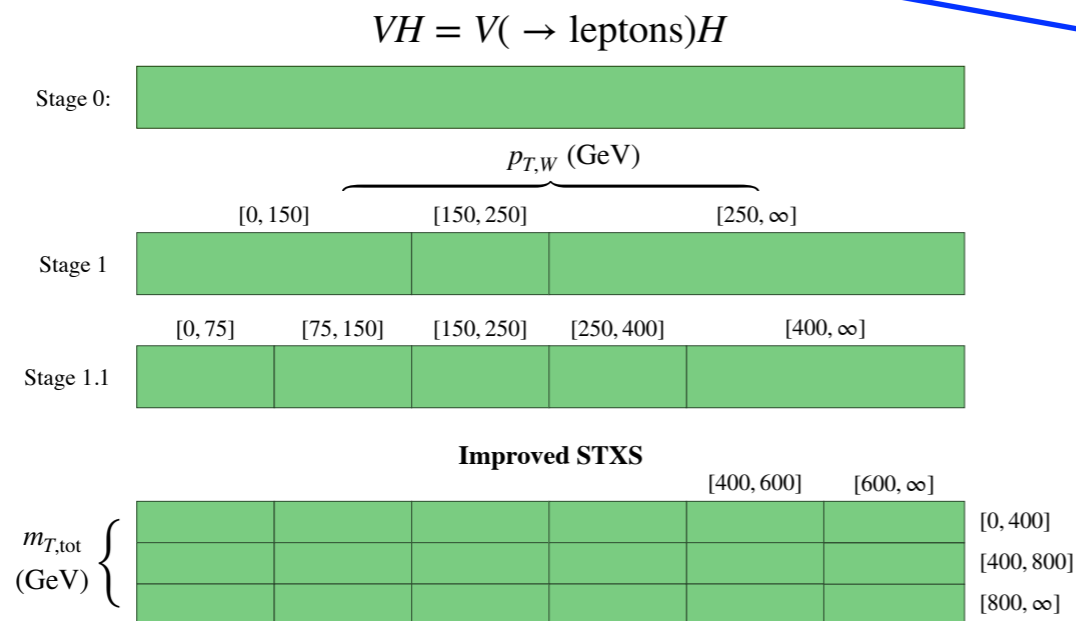 VH = V( → leptons)H
Stage 0:
p_{T,W} (GeV)
[0, 150] [150, 250] [250, ∞]
Stage 1
[0, 75] [75, 150] [150, 250] [250, 400] [400, ∞]
Stage 1.1
Improved STXS
[400, 600] [600, ∞]
m_{T,tot}
(GeV)
[0, 400]
[400, 800]
[800, ∞]